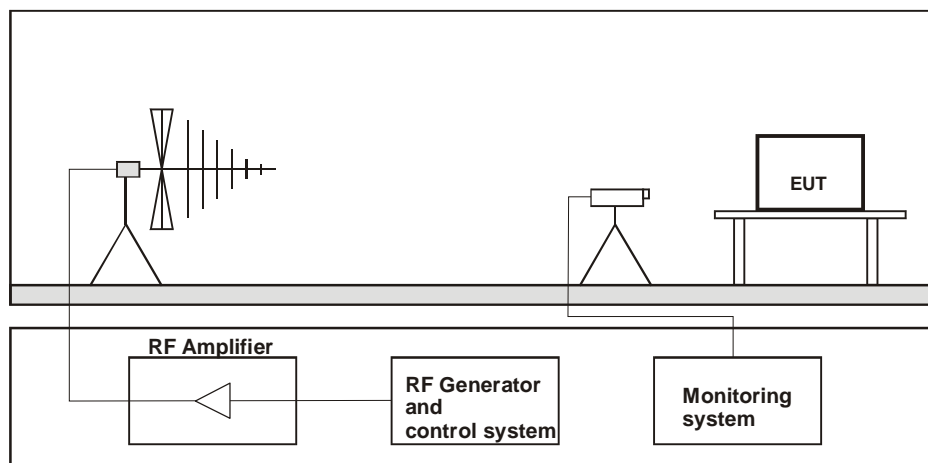 EUT
RF Amplifier
RF Generator
and
control system
Monitoring
system